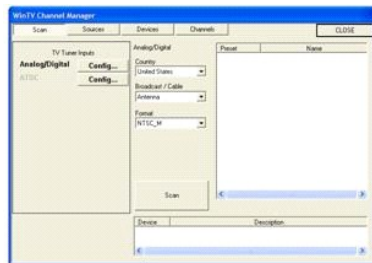 WinTV Channel Manager
Scan Sources Devices Channels CLOSE
TV Tuner Inputs
Analog/Digital Config...
ATSC Config...
Analog/Digital
Country
United States
Broadcast / Cable
Antenna
Format
NTSC_M
Scan
Preset Name
Device Description